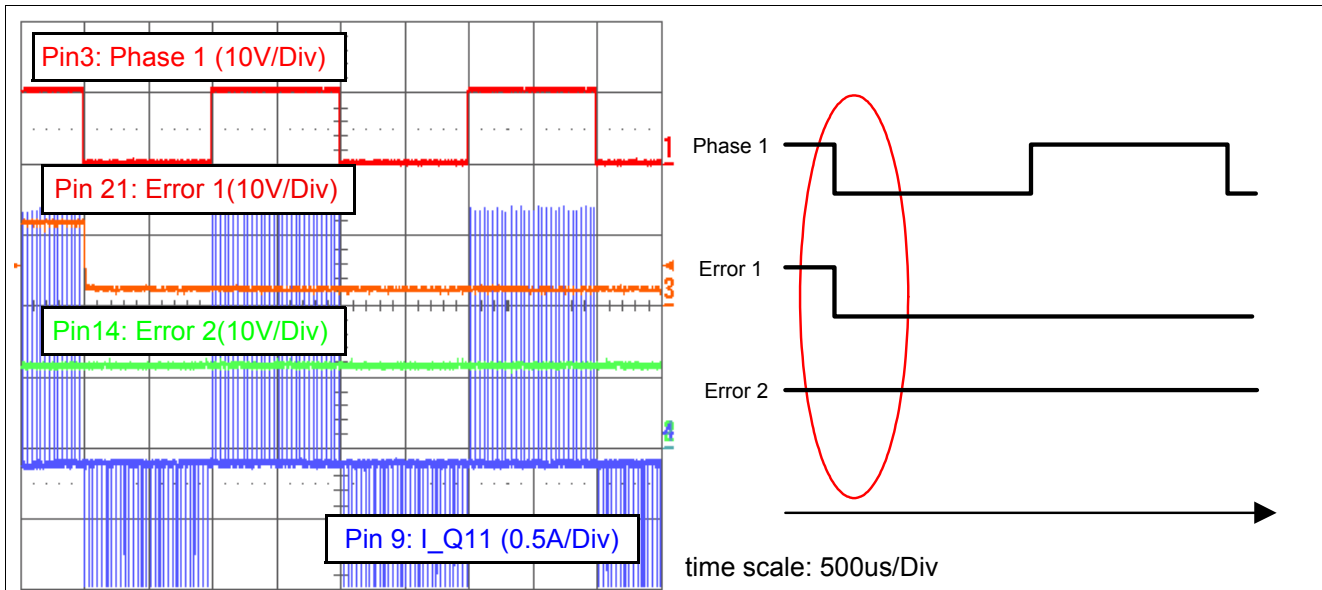 Pin3: Phase 1 (10V/Div)
1
Pin 21: Error 1(10V/Div)
3
Pin14: Error 2(10V/Div)
4
Pin 9: I_Q11 (0.5A/Div)
Phase 1
Error 1
Error 2
time scale: 500us/Div